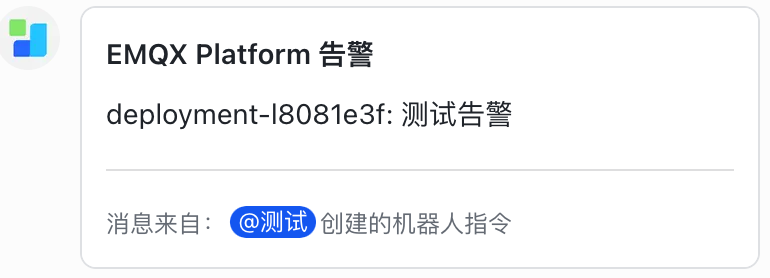 EMQX Platform 告警
deployment-l8081e3f: 测试告警
消息来自： @测试 创建的机器人指令